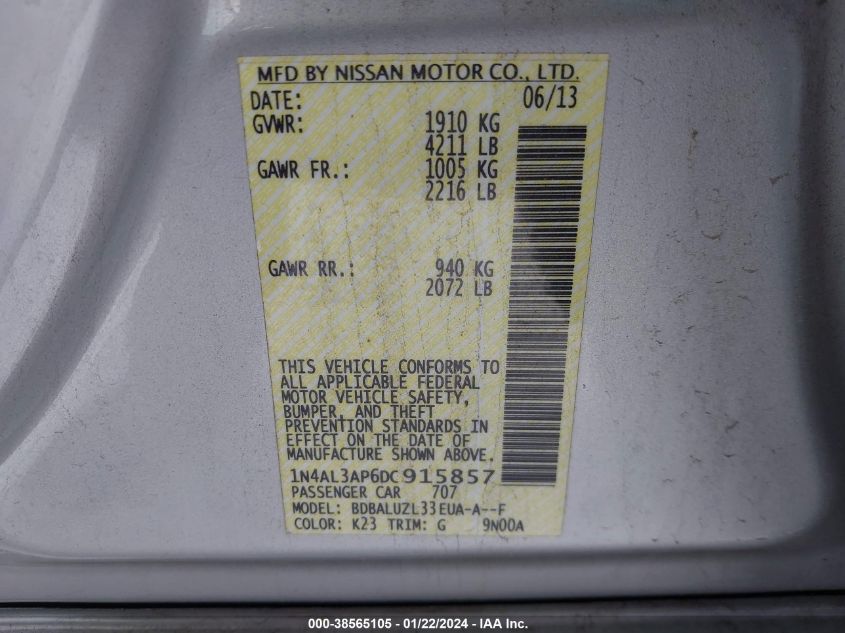 MFD BY NISSAN MOTOR CO., LTD.
DATE: 06/13
GVWR: 1910 KG
4211 LB
GAWR FR.: 1005 KG
2216 LB
GAWR RR.: 940 KG
2072 LB
THIS VEHICLE CONFORMS TO
ALL APPLICABLE FEDERAL
MOTOR VEHICLE SAFETY,
BUMPER, AND THEFT
PREVENTION STANDARDS IN
EFFECT ON THE DATE OF
MANUFACTURE SHOWN ABOVE.
1N4AL3AP6DC915857
PASSENGER CAR 707
MODEL: BDBALUZL33EUA-A--F
COLOR: K23 TRIM: G 9N00A
000-38565105 - 01/22/2024 - IAA Inc.